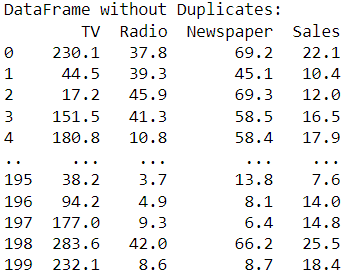 DataFrame without Duplicates:
        TV  Radio  Newspaper  Sales
0    230.1   37.8       69.2   22.1
1     44.5   39.3       45.1   10.4
2     17.2   45.9       69.3   12.0
3    151.5   41.3       58.5   16.5
4    180.8   10.8       58.4   17.9
..     ...    ...        ...    ...
195   38.2    3.7       13.8    7.6
196   94.2    4.9        8.1   14.0
197  177.0    9.3        6.4   14.8
198  283.6   42.0       66.2   25.5
199  232.1    8.6        8.7   18.4